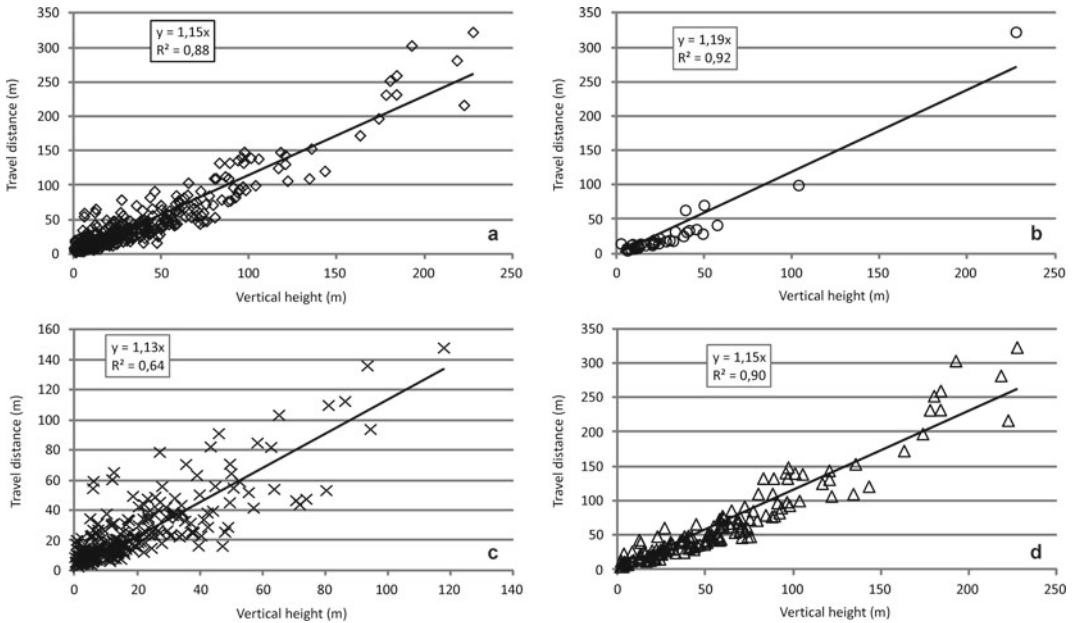 350
300
250
200
150
100
50
0
Travel distance (m)
y = 1,15x
R² = 0,88
a
0 50 100 150 200 250
Vertical height (m)
350
300
250
200
150
100
50
0
Travel distance (m)
y = 1,19x
R² = 0,92
b
0 50 100 150 200 250
Vertical height (m)
160
140
120
100
80
60
40
20
0
Travel distance (m)
y = 1,13x
R² = 0,64
c
0 20 40 60 80 100 120 140
Vertical height (m)
350
300
250
200
150
100
50
0
Travel distance (m)
y = 1,15x
R² = 0,90
d
0 50 100 150 200 250
Vertical height (m)